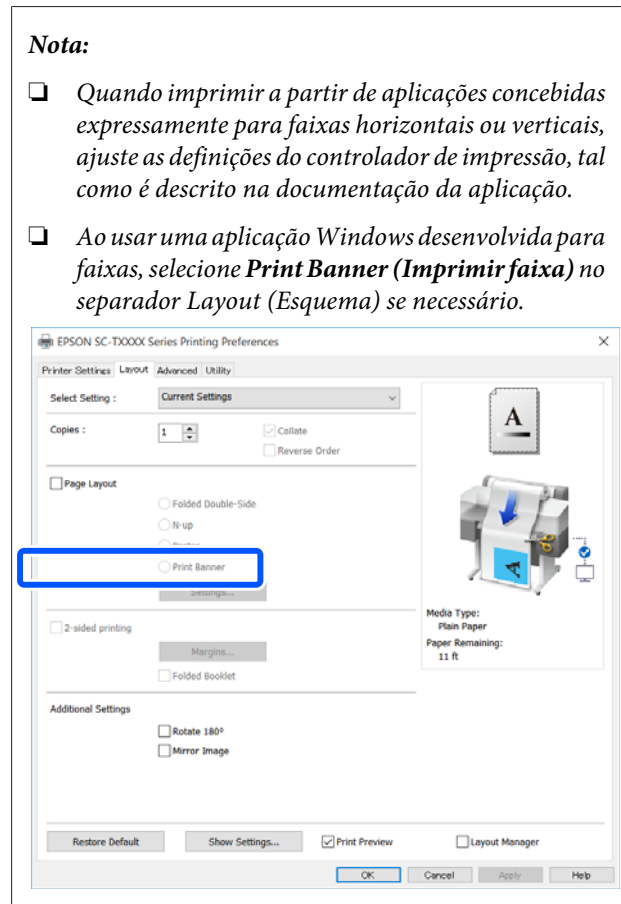 Nota:
❏ Quando imprimir a partir de aplicações concebidas
expressamente para faixas horizontais ou verticais,
ajuste as definições do controlador de impressão, tal
como é descrito na documentação da aplicação.
❏ Ao usar uma aplicação Windows desenvolvida para
faixas, selecione Print Banner (Imprimir faixa) no
separador Layout (Esquema) se necessário.
EPSON SC-TXXXX Series Printing Preferences
Printer Settings Layout Advanced Utility
Select Setting : Current Settings
Copies : 1 Collate
Reverse Order
A
Page Layout
Folded Double-Side
N-up
Print Banner
Settings...
Media Type:
Plain Paper
Paper Remaining:
11 ft
2-sided printing
Margins...
Folded Booklet
Additional Settings
Rotate 180°
Mirror Image
Restore Default Show Settings... Print Preview Layout Manager
OK Cancel Apply Help